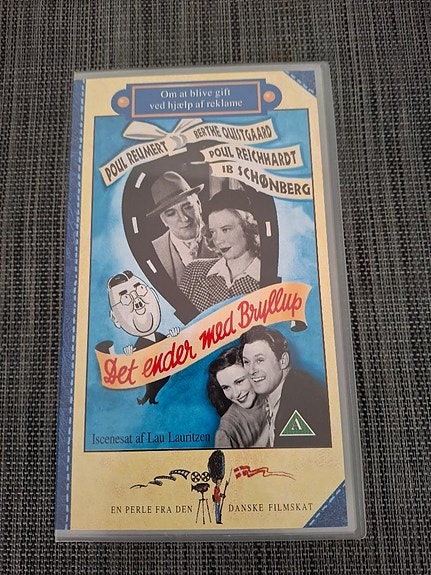 Om at blive gift
ved hjælp af reklame
POUL REUMERT
BERTHE QUISTGAARD
POUL REICHHARDT
IB SCHØNBERG
Det ender med Bryllup
A
Iscenesat af Lau Lauritzen
EN PERLE FRA DEN DANSKE FILMSKAT